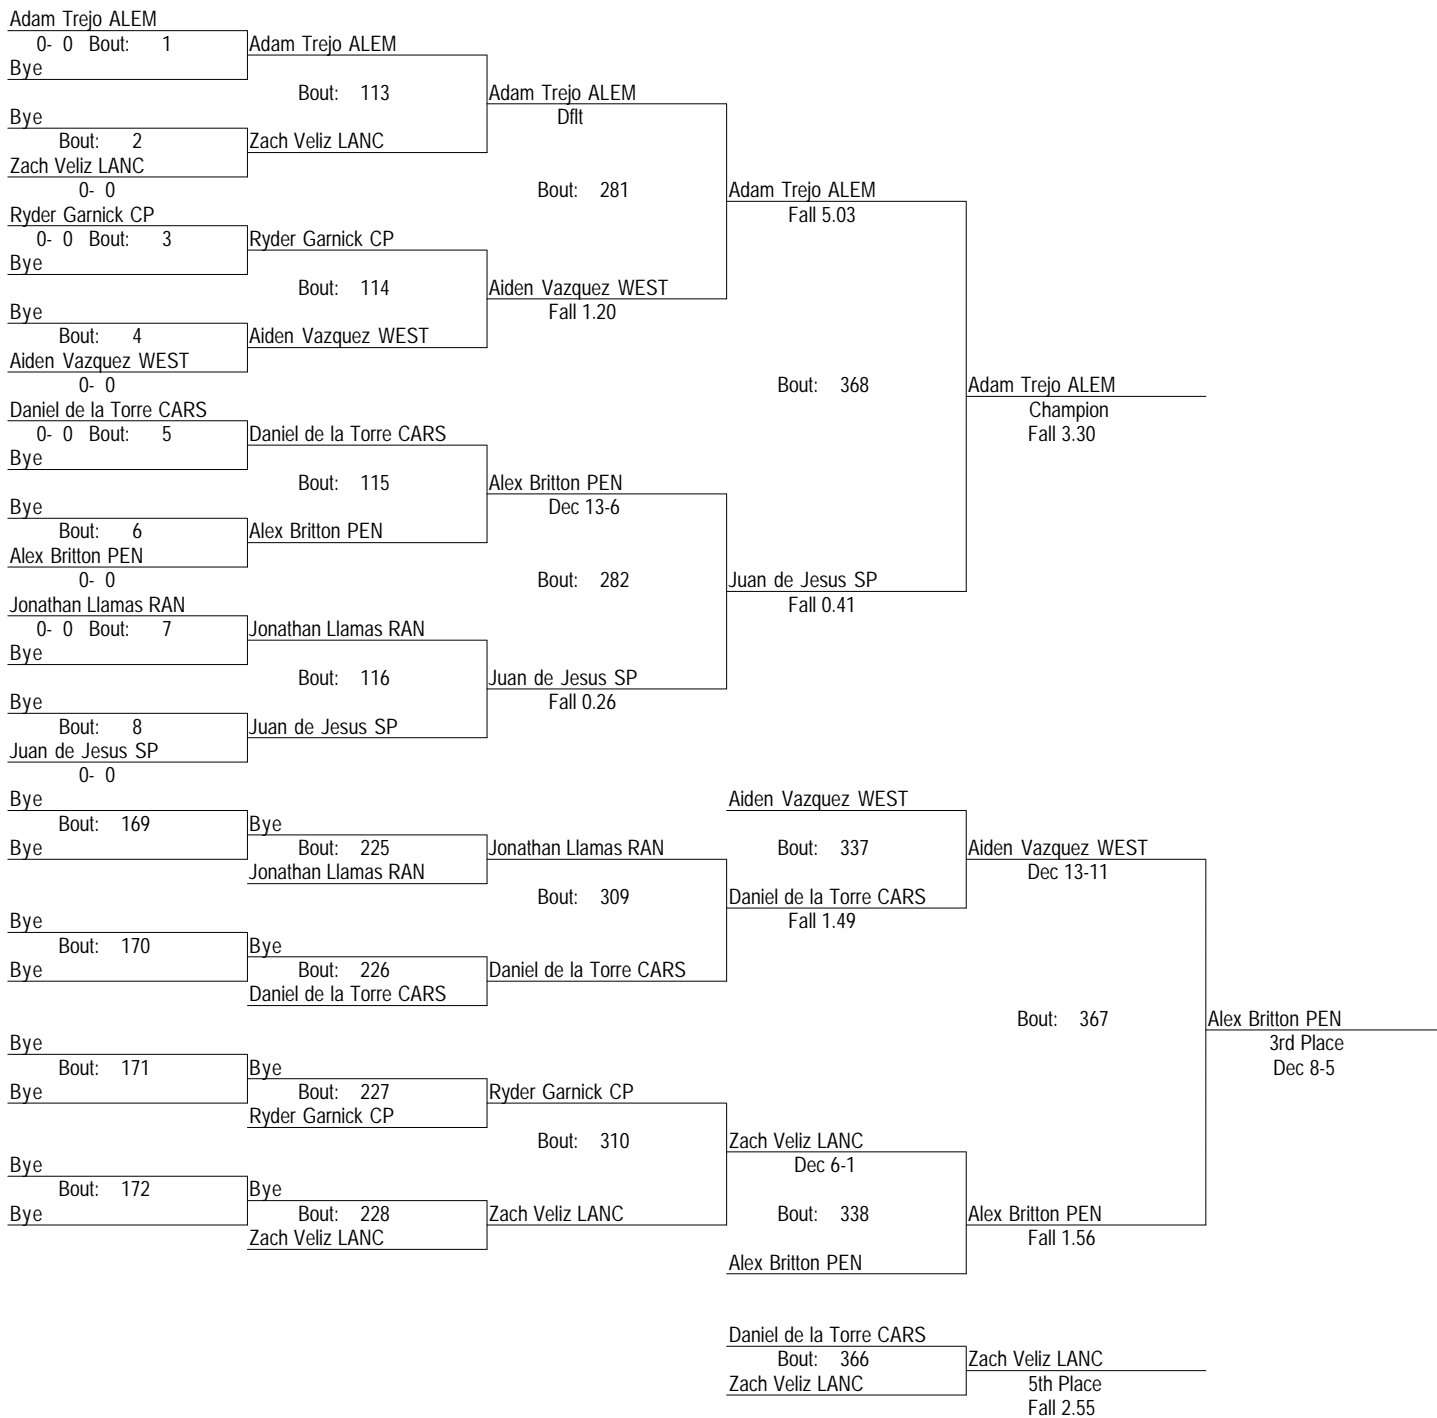 Adam Trejo ALEM
0- 0 Bout: 1 Adam Trejo ALEM
Bye
Bout: 113 Adam Trejo ALEM
Bye Dflt
Bout: 2 Zach Veliz LANC
Zach Veliz LANC
0- 0 Bout: 281 Adam Trejo ALEM
Ryder Garnick CP Fall 5.03
0- 0 Bout: 3 Ryder Garnick CP
Bye
Bout: 114 Aiden Vazquez WEST
Bye Fall 1.20
Bout: 4 Aiden Vazquez WEST
Aiden Vazquez WEST
0- 0 Bout: 368 Adam Trejo ALEM
Daniel de la Torre CARS Champion
0- 0 Bout: 5 Daniel de la Torre CARS Fall 3.30
Bye
Bout: 115 Alex Britton PEN
Bye Dec 13-6
Bout: 6 Alex Britton PEN
Alex Britton PEN
0- 0 Bout: 282 Juan de Jesus SP
Jonathan Llamas RAN Fall 0.41
0- 0 Bout: 7 Jonathan Llamas RAN
Bye
Bout: 116 Juan de Jesus SP
Bye Fall 0.26
Bout: 8 Juan de Jesus SP
Juan de Jesus SP
0- 0
Bye Aiden Vazquez WEST
Bout: 169 Bye
Bye Bout: 225 Jonathan Llamas RAN Bout: 337 Aiden Vazquez WEST
Jonathan Llamas RAN Dec 13-11
Bout: 309 Daniel de la Torre CARS
Bye Fall 1.49
Bout: 170 Bye
Bye Bout: 226 Daniel de la Torre CARS
Daniel de la Torre CARS
Bout: 367 Alex Britton PEN
Bye 3rd Place
Bout: 171 Bye Dec 8-5
Bye Bout: 227 Ryder Garnick CP
Ryder Garnick CP
Bout: 310 Zach Veliz LANC
Bye Dec 6-1
Bout: 172 Bye
Bye Bout: 228 Zach Veliz LANC Bout: 338 Alex Britton PEN
Zach Veliz LANC Fall 1.56
Alex Britton PEN
Daniel de la Torre CARS
Bout: 366 Zach Veliz LANC
Zach Veliz LANC 5th Place
Fall 2.55